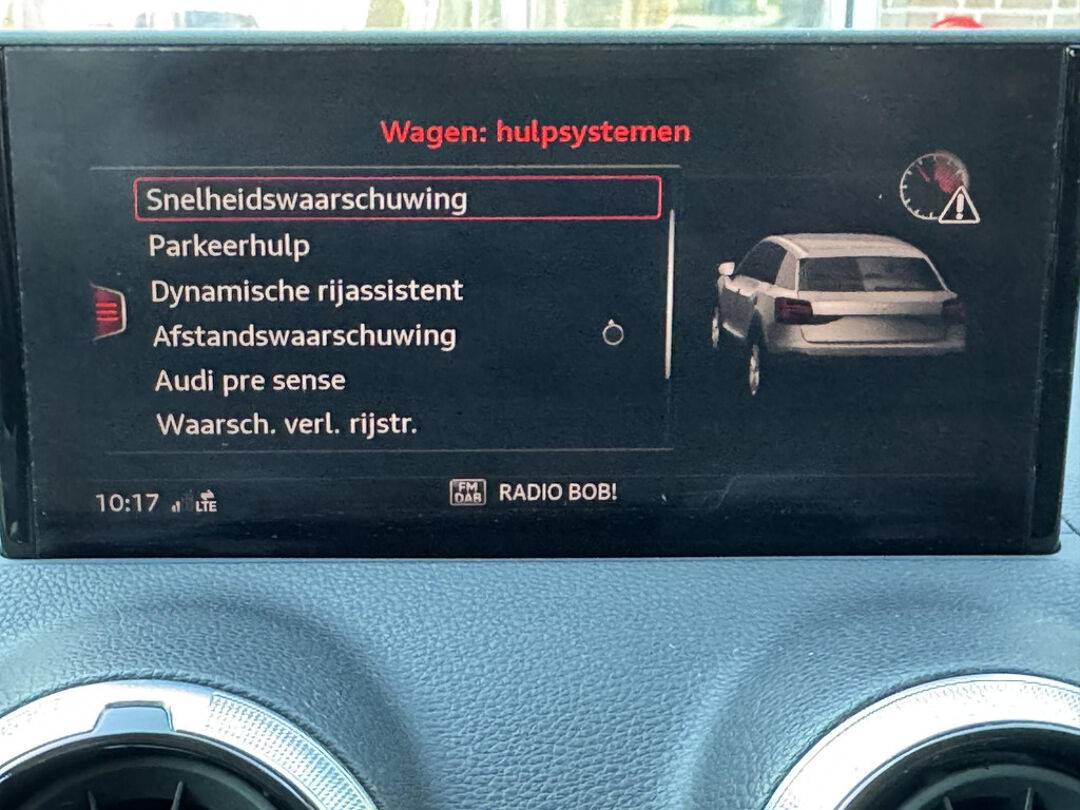 Wagen: hulpsystemen
Snelheidswaarschuwing
Parkeerhulp
Dynamische rijassistent
Afstandswaarschuwing
Audi pre sense
Waarsch. verl. rijstr.
10:17 LTE
FM
DAB
RADIO BOB!